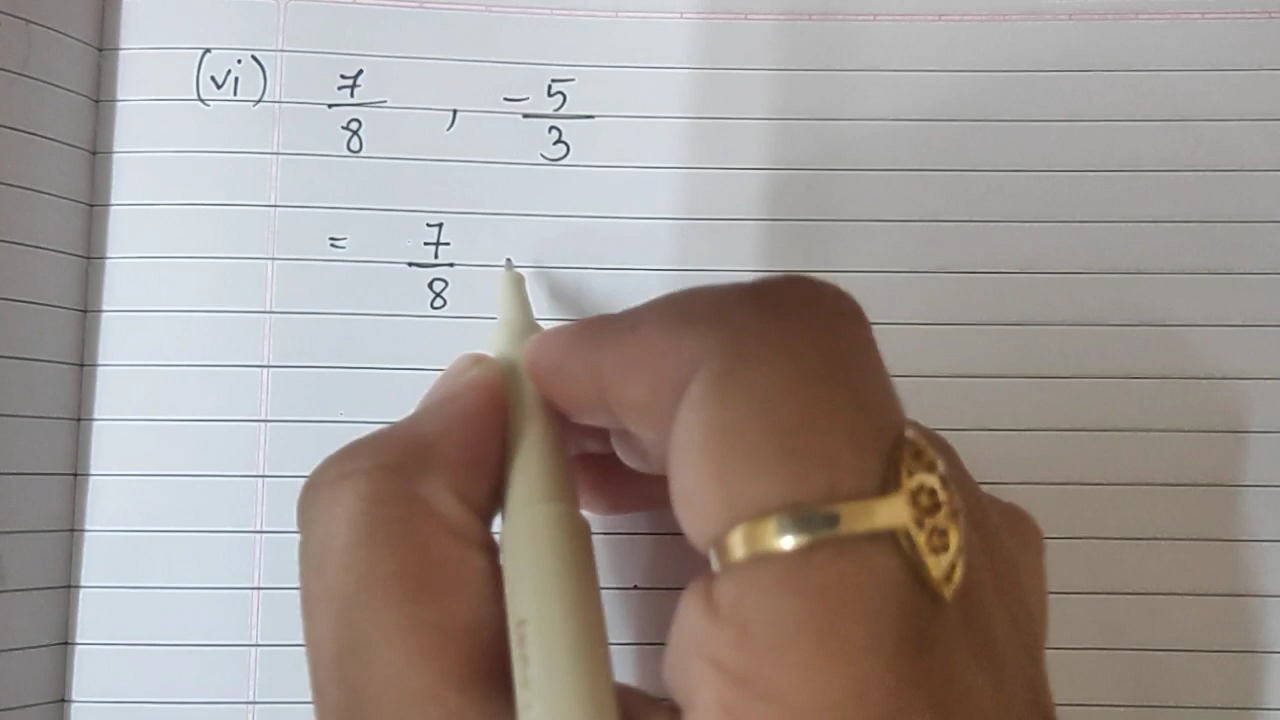 (vi) 7/8 , -5/3
= 7/8